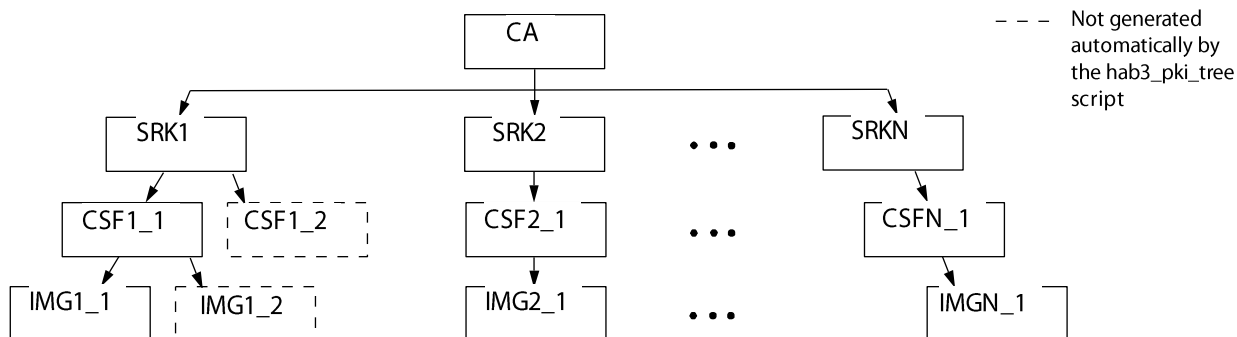 CA
Not generated
automatically by
the hab3_pki_tree
script
SRK1
SRK2
SRKN
CSF1_1
CSF1_2
CSF2_1
CSFN_1
IMG1_1
IMG1_2
IMG2_1
IMGN_1